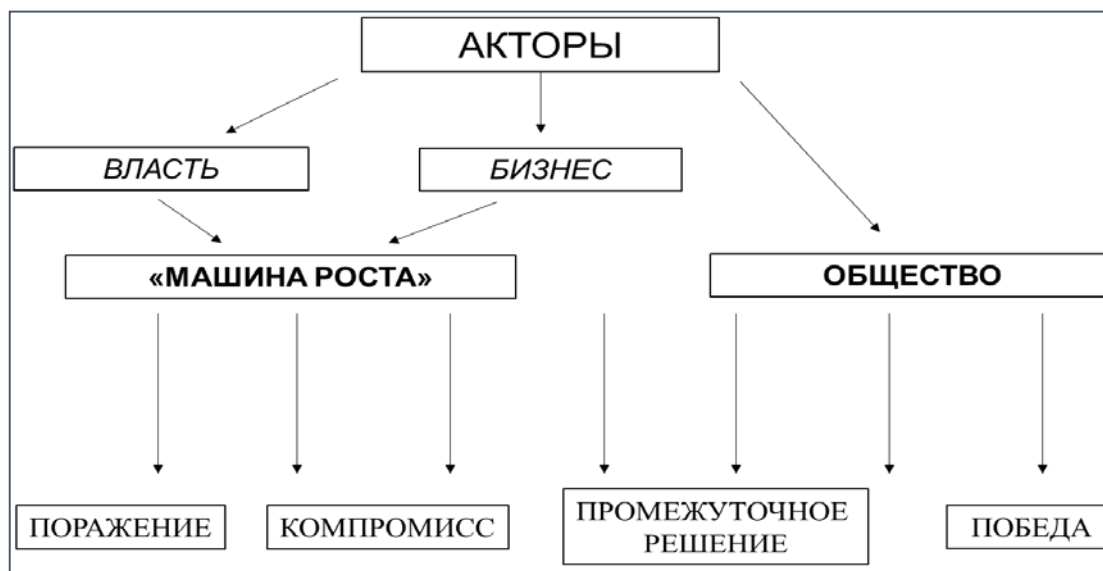 АКТОРЫ
ВЛАСТЬ
БИЗНЕС
«МАШИНА РОСТА»
ОБЩЕСТВО
ПОРАЖЕНИЕ
КОМПРОМИСС
ПРОМЕЖУТОЧНОЕ
РЕШЕНИЕ
ПОБЕДА